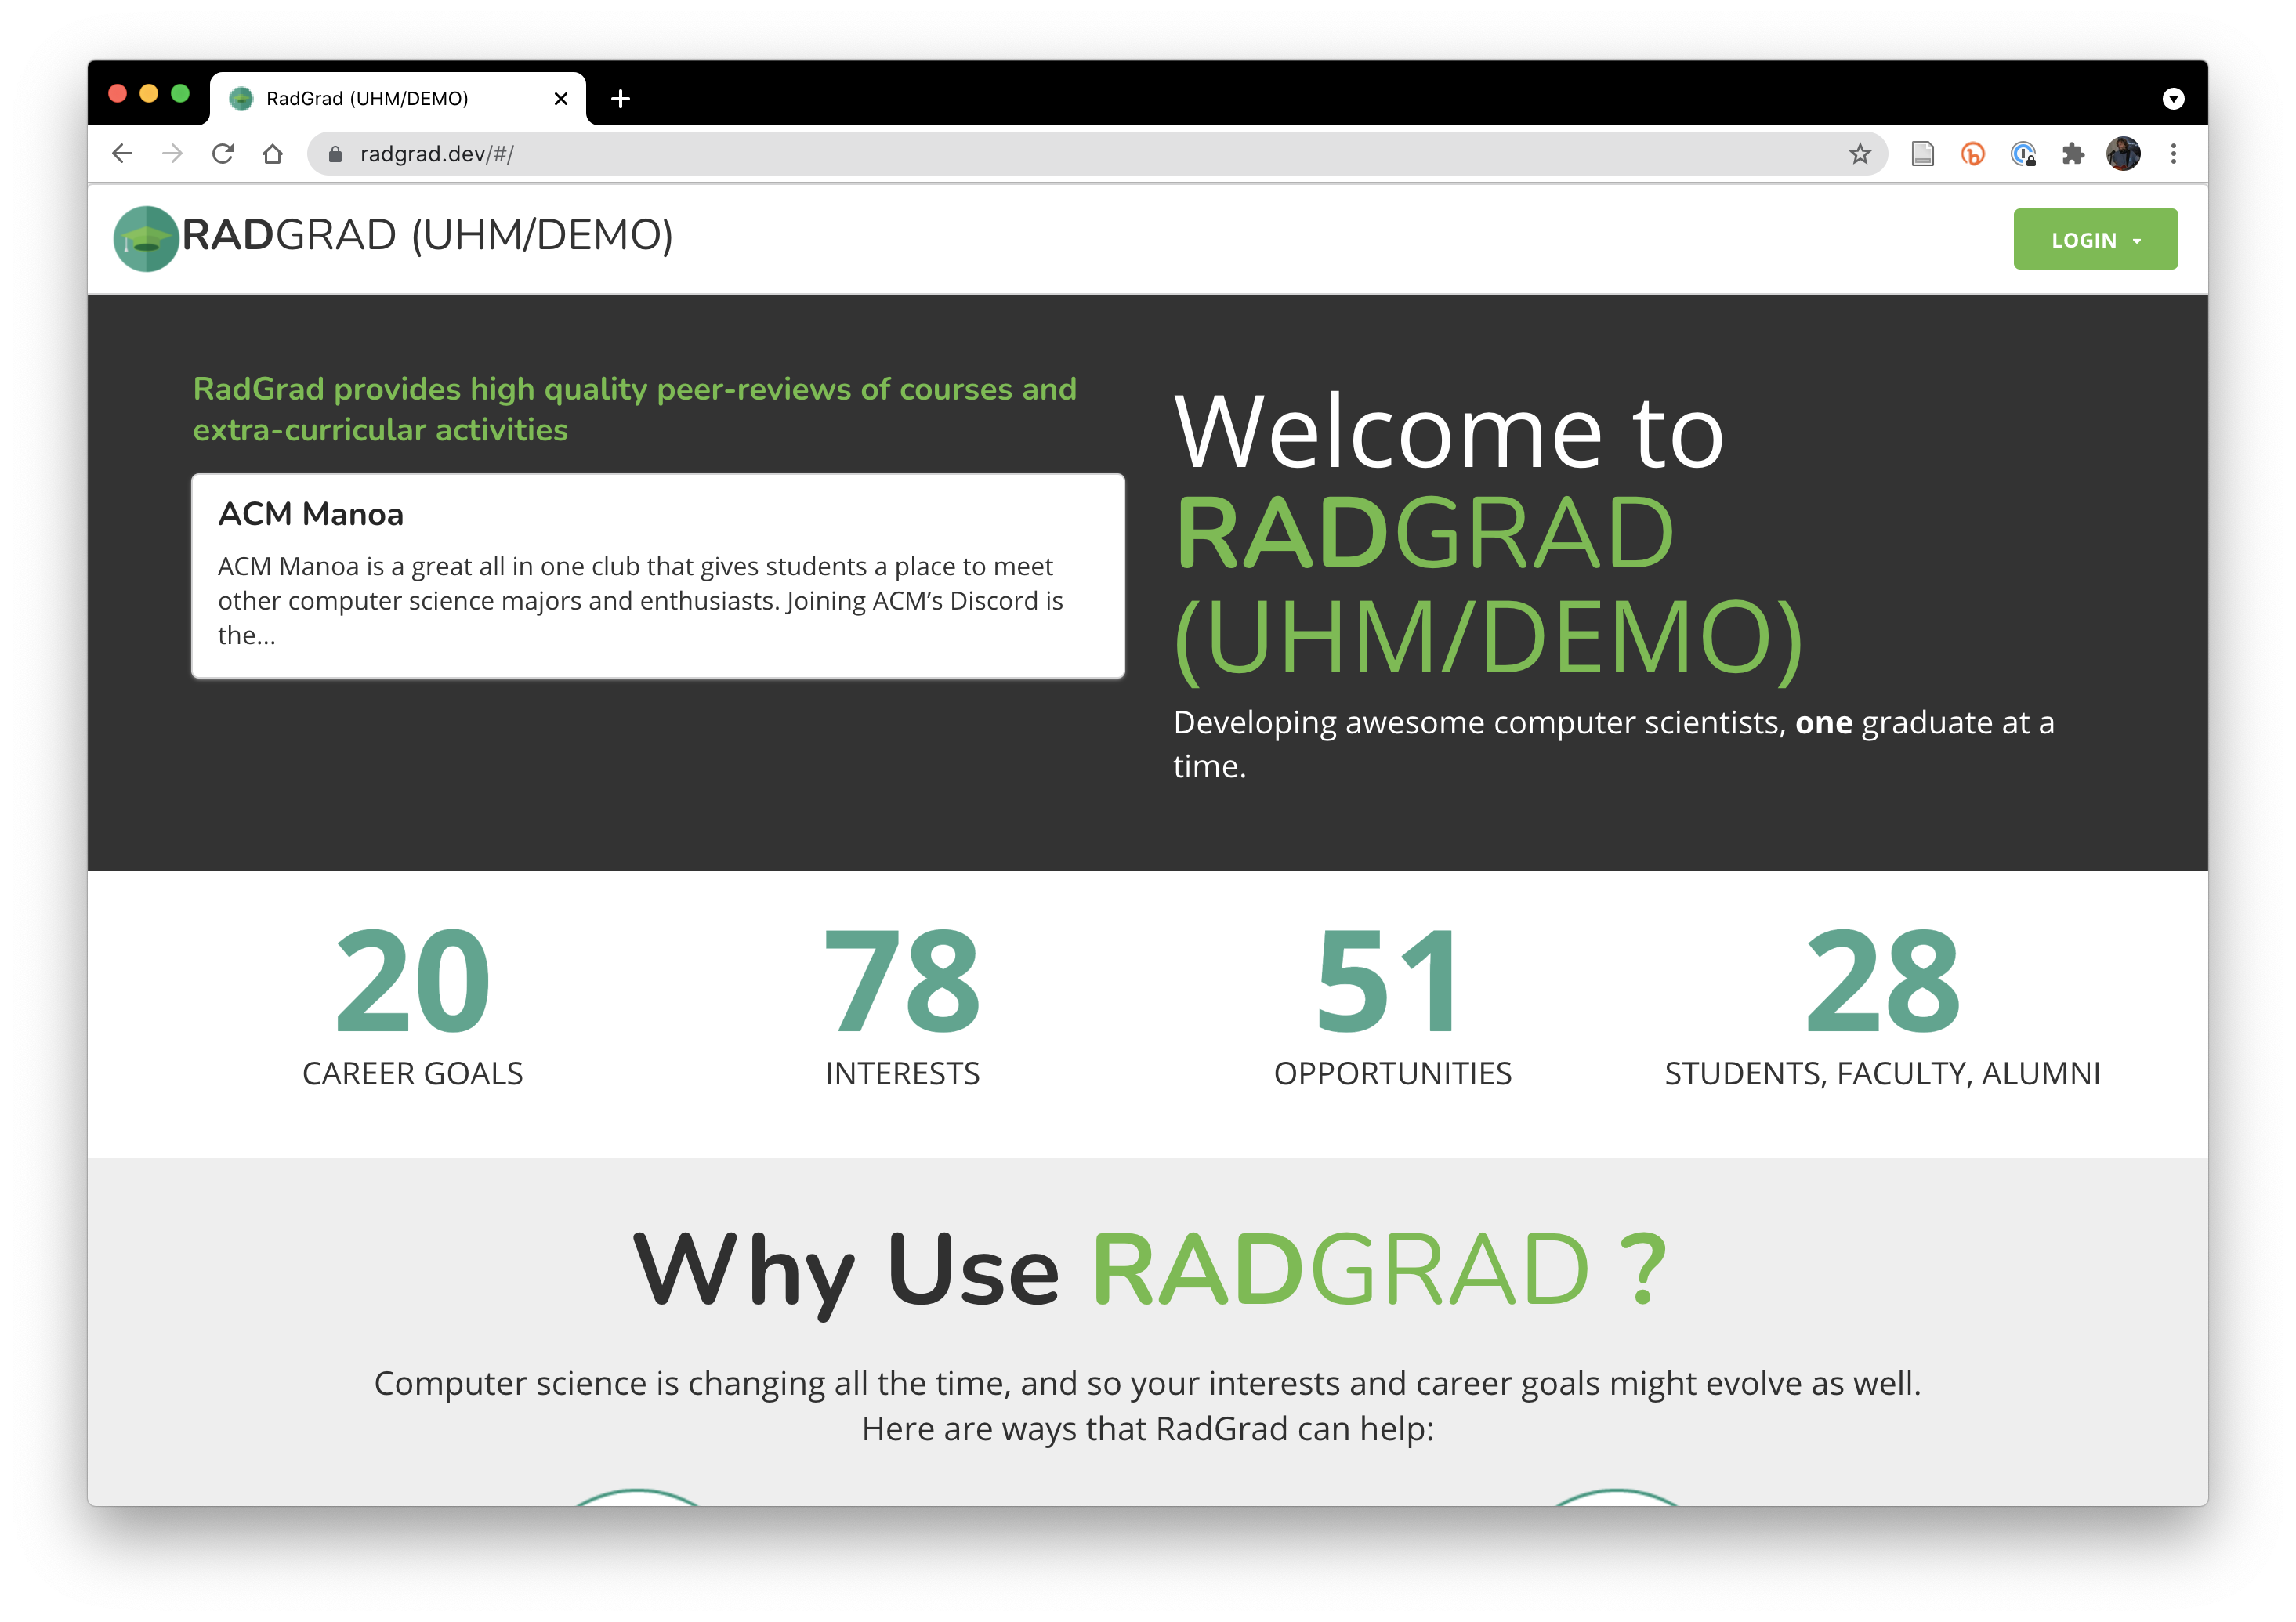 RadGrad (UHM/DEMO)
radgrad.dev/#/
RADGRAD (UHM/DEMO)
LOGIN
RadGrad provides high quality peer-reviews of courses and
extra-curricular activities
ACM Manoa
ACM Manoa is a great all in one club that gives students a place to meet
other computer science majors and enthusiasts. Joining ACM’s Discord is
the...
Welcome to
RADGRAD
(UHM/DEMO)
Developing awesome computer scientists, one graduate at a
time.
20
CAREER GOALS
78
INTERESTS
51
OPPORTUNITIES
28
STUDENTS, FACULTY, ALUMNI
Why Use RADGRAD ?
Computer science is changing all the time, and so your interests and career goals might evolve as well.
Here are ways that RadGrad can help: